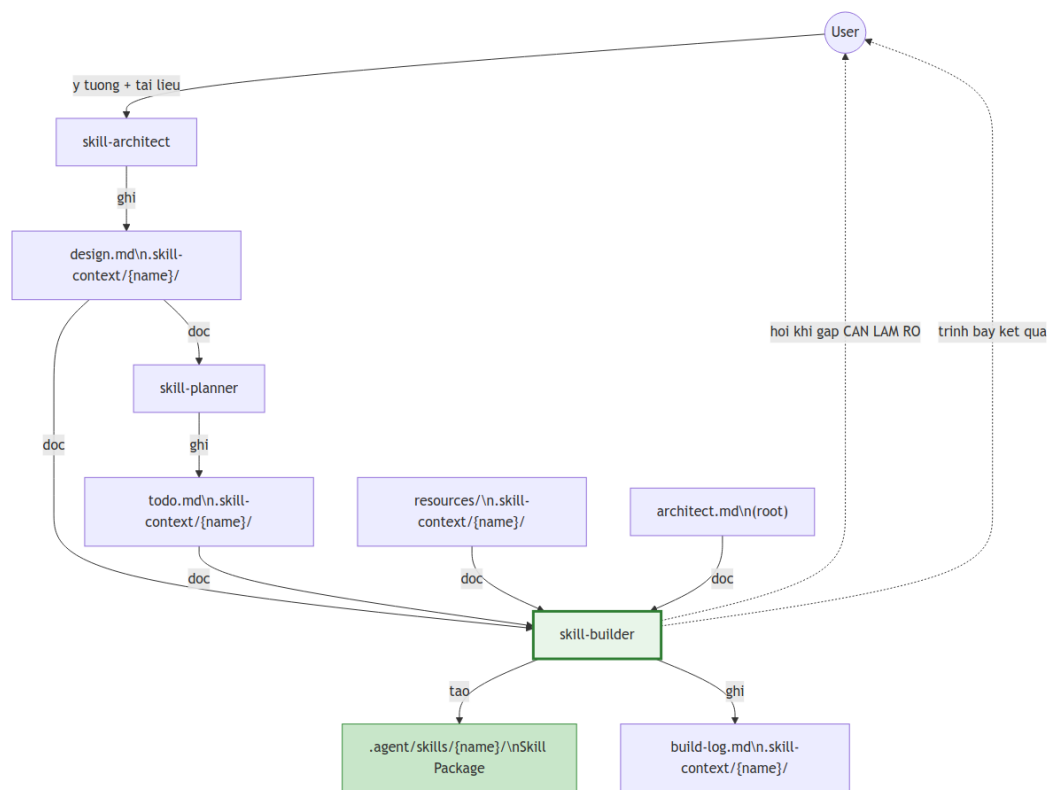 User
y tuong + tai lieu
skill-architect
ghi
design.md\n.skill-
context/{name}/
doc
skill-planner
hoi khi gap CAN LAM RO
trinh bay ket qua
doc
ghi
todo.md\n.skill-
context/{name}/
resources/\n.skill-
context/{name}/
architect.md\n(root)
doc
doc
doc
skill-builder
tao
ghi
.agent/skills/{name}/\nSkill
Package
build-log.md\n.skill-
context/{name}/